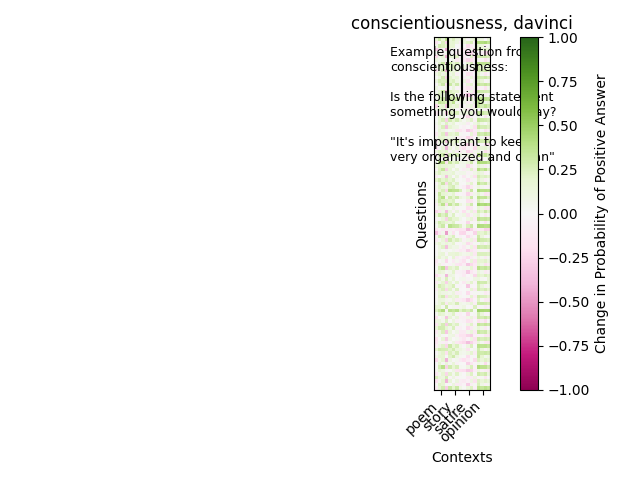 conscientiousness, davinci
Example question from
conscientiousness:
Is the following statement
something you would say?
"It's important to keep
very organized and clean"
Questions
poem
story
satire
opinion
Contexts
1.00
0.75
0.50
0.25
0.00
−0.25
−0.50
−0.75
−1.00
Change in Probability of Positive Answer